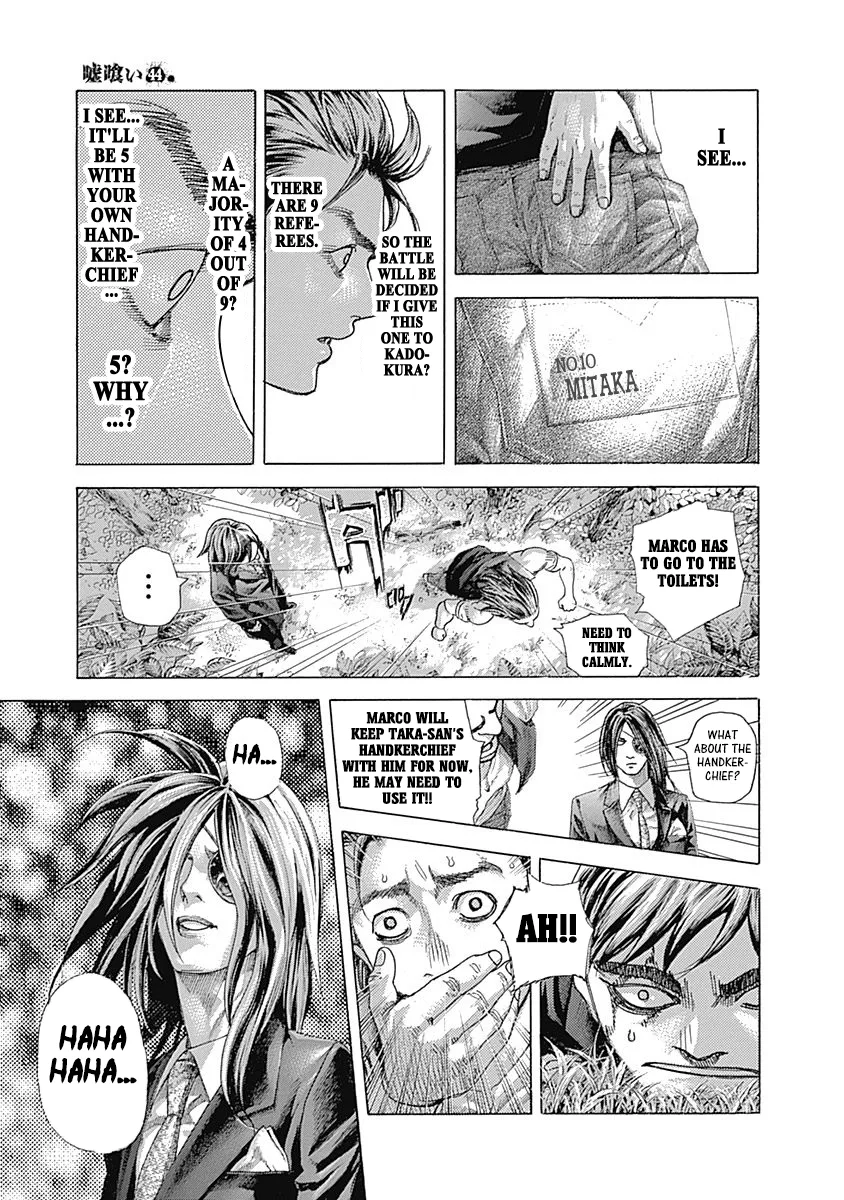 嘘喰い 44
I
SEE...
NO.10
MITAKA
SO THE
BATTLE
WILL BE
DECIDED
IF I GIVE
THIS
ONE TO
KADO-
KURA?
THERE
ARE 9
REFE-
REES.
A
MA-
JOR-
ITY
OF 4
OUT
OF
9?
I SEE...
IT'LL
BE 5
WITH
YOUR
OWN
HAND-
KER-
CHIEF
...
5?
WHY
...?
MARCO HAS
TO GO TO THE
TOILETS!
NEED TO
THINK
CALMLY.
...
WHAT
ABOUT THE
HANDKER-
CHIEF?
MARCO WILL
KEEP TAKA-SAN'S
HANDKERCHIEF
WITH HIM FOR NOW,
HE MAY NEED TO
USE IT!!
AH!!
HA...
HAHA
HAHA...